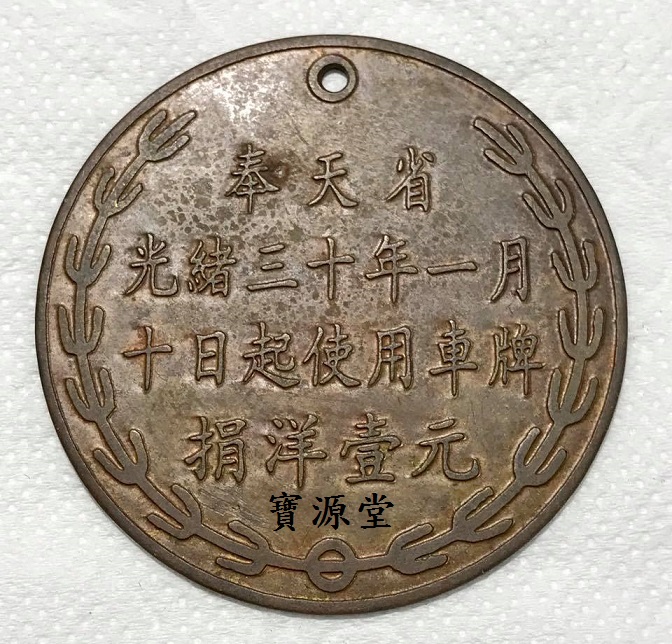 奉天省
光緒三十年一月
十日起使用車牌
捐洋壹元
寶源堂